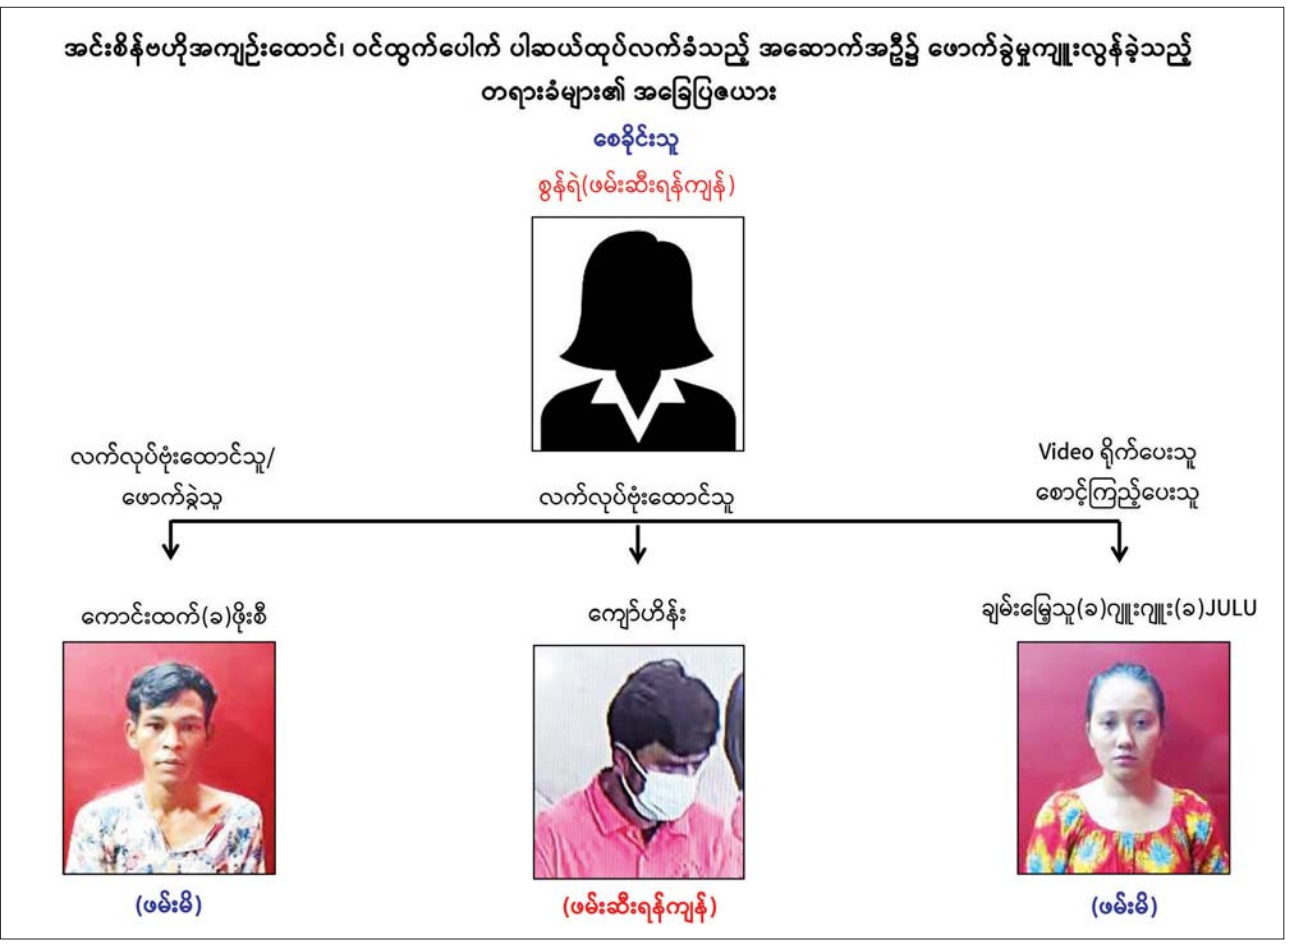 အင်းစိန်ဗဟိုအကျဉ်းထောင်၊ ဝင်ထွက်ပေါက် ပါဆယ်ထုပ်လက်ခံသည့် အဆောက်အဦ၌ ဖောက်ခွဲမှုကျူးလွန်ခဲ့သည့်
တရားခံများ၏ အခြေပြဇယား
စေခိုင်းသူ
စွန်ရဲ(ဖမ်းဆီးရန်ကျန်)
လက်လုပ်ဗုံးထောင်သူ/
ဖောက်ခွဲသူ
လက်လုပ်ဗုံးထောင်သူ
Video ရိုက်ပေးသူ
စောင့်ကြည့်ပေးသူ
ကောင်းထက်(ခ)ဖိုးစီ
ကျော်ဟိန်း
ချမ်းမြေ့သူ(ခ)ဂျူးဂျူး(ခ)JULU
(ဖမ်းမိ)
(ဖမ်းဆီးရန်ကျန်)
(ဖမ်းမိ)